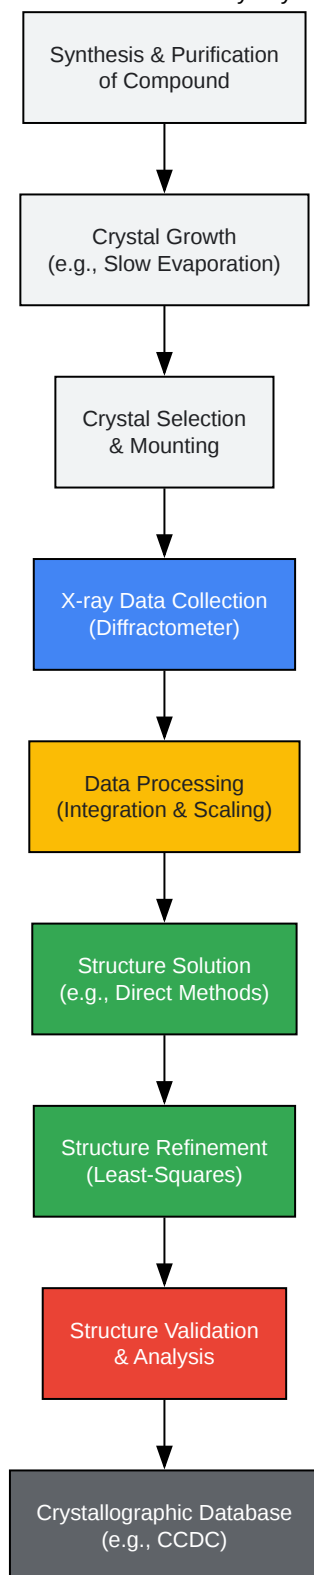 Synthesis & Purification
of Compound
Crystal Growth
(e.g., Slow Evaporation)
Crystal Selection
& Mounting
X-ray Data Collection
(Diffractometer)
Data Processing
(Integration & Scaling)
Structure Solution
(e.g., Direct Methods)
Structure Refinement
(Least-Squares)
Structure Validation
& Analysis
Crystallographic Database
(e.g., CCDC)